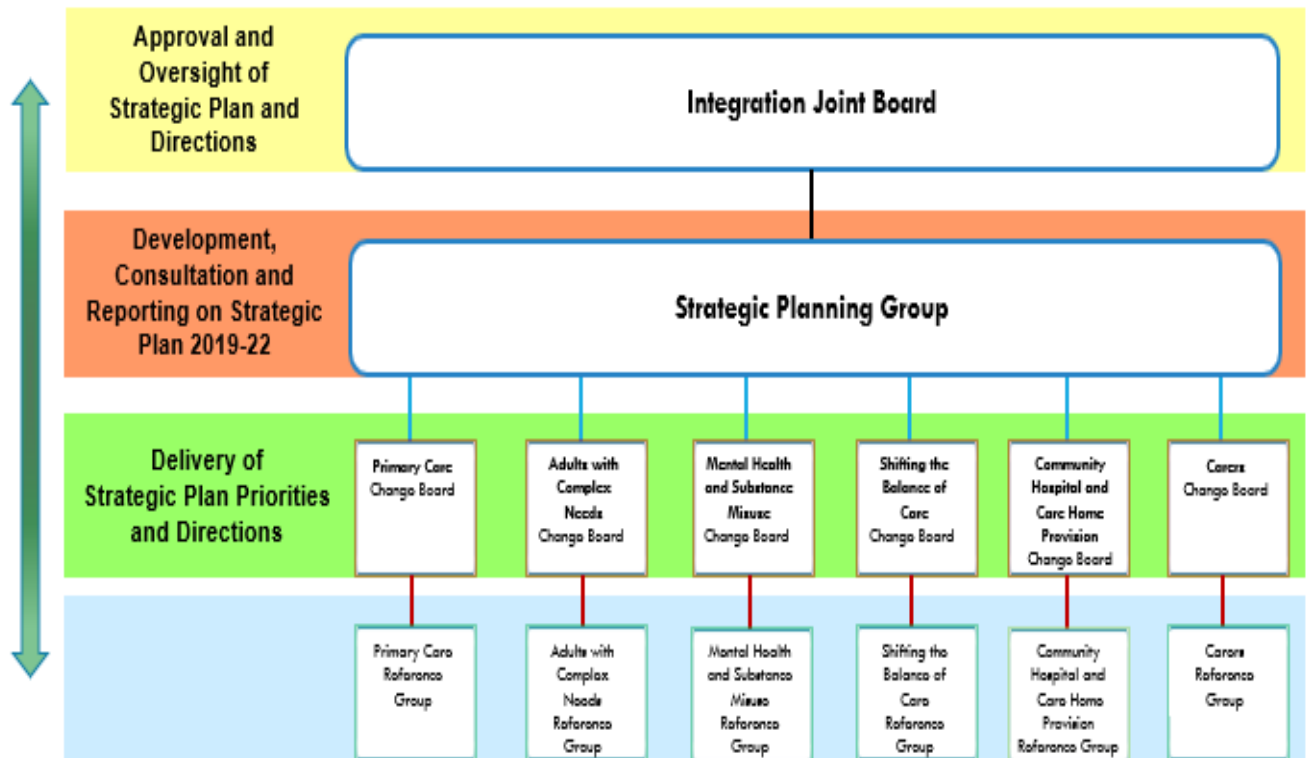 Approval and
Oversight of
Strategic Plan and
Directions
Integration Joint Board
Development,
Consultation and
Reporting on Strategic
Plan 2019-22
Strategic Planning Group
Delivery of
Strategic Plan Priorities
and Directions
Primary Care
Change Board
Adults with
Complex
Needs
Change Board
Mental Health
and Substance
Misuse
Change Board
Shifting the
Balance of
Care
Change Board
Community
Hospital and
Care Home
Provision
Change Board
Carers
Change Board
Primary Care
Reference
Group
Adults with
Complex
Needs
Reference
Group
Mental Health
and Substance
Misuse
Reference
Group
Shifting the
Balance of
Care
Reference
Group
Community
Hospital and
Care Home
Provision
Reference Group
Carers
Reference
Group